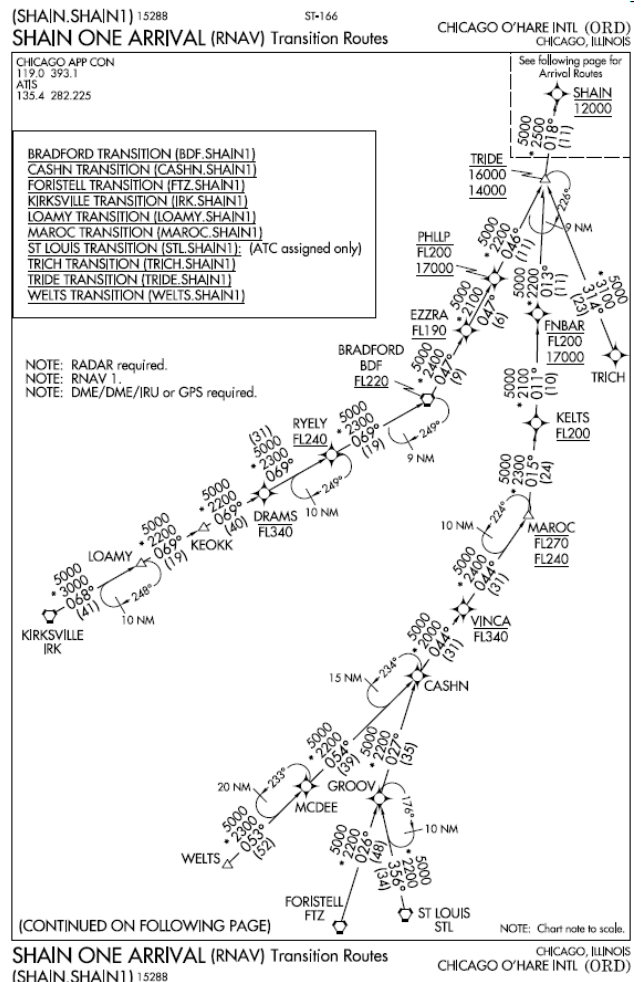 (SHAIN.SHAIN1) 15288
ST-166
CHICAGO O'HARE INTL (ORD)
SHAIN ONE ARRIVAL (RNAV) Transition Routes
CHICAGO, ILLINOIS
CHICAGO APP CON
119.0 393.1
ATIS
135.4 282.225
See following page for
Arrival Routes
SHAIN
12000
5000
* 2500
018°
(11)
BRADFORD TRANSITION (BDF.SHAIN1)
CASHN TRANSITION (CASHN.SHAIN1)
FORISTELL TRANSITION (FTZ.SHAIN1)
KIRKSVILLE TRANSITION (IRK.SHAIN1)
LOAMY TRANSITION (LOAMY.SHAIN1)
MAROC TRANSITION (MAROC.SHAIN1)
ST LOUIS TRANSITION (STL.SHAIN1): (ATC assigned only)
TRICH TRANSITION (TRICH.SHAIN1)
TRIDE TRANSITION (TRIDE.SHAIN1)
WELTS TRANSITION (WELTS.SHAIN1)
TRIDE
16000
14000
226°
9 NM
PHLLP
FL200
17000
5000
* 2200
046°
(11)
5000
* 2200
013°
(11)
5000
* 3100
314°
(23)
EZZRA
FL190
5000
* 2100
047°
(6)
FNBAR
FL200
17000
TRICH
NOTE: RADAR required.
NOTE: RNAV 1.
NOTE: DME/DME/IRU or GPS required.
BRADFORD
BDF
FL220
5000
* 2400
047°
(9)
5000
* 2100
011°
(10)
KELTS
FL200
RYELY
FL240
5000
* 2300
069°
(19)
249°
9 NM
(31)
5000
* 2300
069°
249°
10 NM
5000
* 2300
015°
(24)
DRAMS
FL340
5000
* 2200
069°
(40)
KEOKK
224°
10 NM
MAROC
FL270
FL240
LOAMY
5000
* 2200
069°
(19)
248°
10 NM
5000
* 3000
068°
(41)
KIRKSVILLE
IRK
5000
* 2400
044°
(31)
VINCA
FL340
5000
* 2000
044°
(31)
15 NM
234°
CASHN
5000
* 2200
054°
(39)
5000
* 2200
027°
(35)
20 NM
233°
MCDEE
GROOV
176°
10 NM
WELTS
5000
* 2300
053°
(52)
5000
* 2200
026°
(48)
5000
* 2200
356°
(34)
FORISTELL
FTZ
ST LOUIS
STL
(CONTINUED ON FOLLOWING PAGE)
NOTE: Chart note to scale.
SHAIN ONE ARRIVAL (RNAV) Transition Routes
CHICAGO, ILLINOIS
(SHAIN.SHAIN1) 15288
CHICAGO O'HARE INTL (ORD)